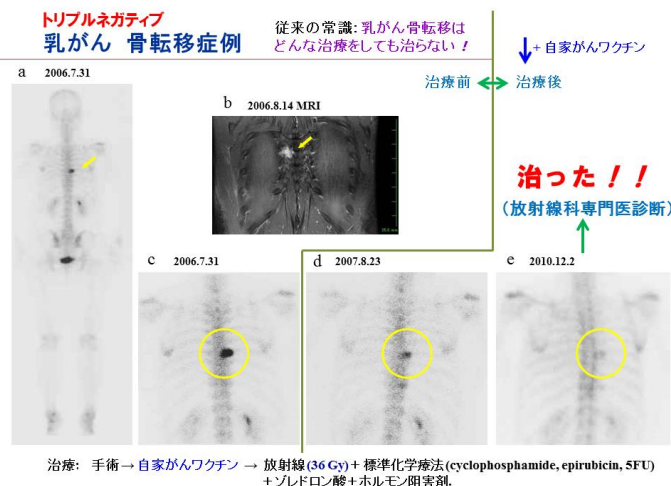 トリプルネガティブ
乳がん 骨転移症例
従来の常識: 乳がん骨転移は
どんな治療をしても治らない！
+ 自家がんワクチン
治療前
治療後
a 2006.7.31
b 2006.8.14 MRI
治った！！
(放射線科専門医診断)
c 2006.7.31
d 2007.8.23
e 2010.12.2
治療: 手術→自家がんワクチン → 放射線(36 Gy)+ 標準化学療法(cyclophosphamide, epirubicin, 5FU)
+ゾレドロン酸+ホルモン阻害剤.